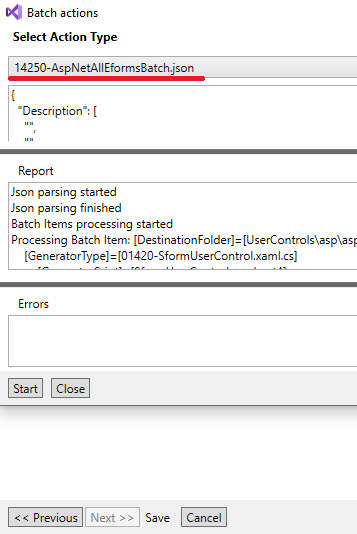 Batch actions
Select Action Type
14250-AspNetAllEformsBatch.json
{
"Description": [
"",
""
Report
Json parsing started
Json parsing finished
Batch Items processing started
Processing Batch Item: [DestinationFolder]=[UserControls\asp\asp
[GeneratorType]=[01420-SformUserControl.xaml.cs]
Errors
Start Close
<< Previous Next >> Save Cancel